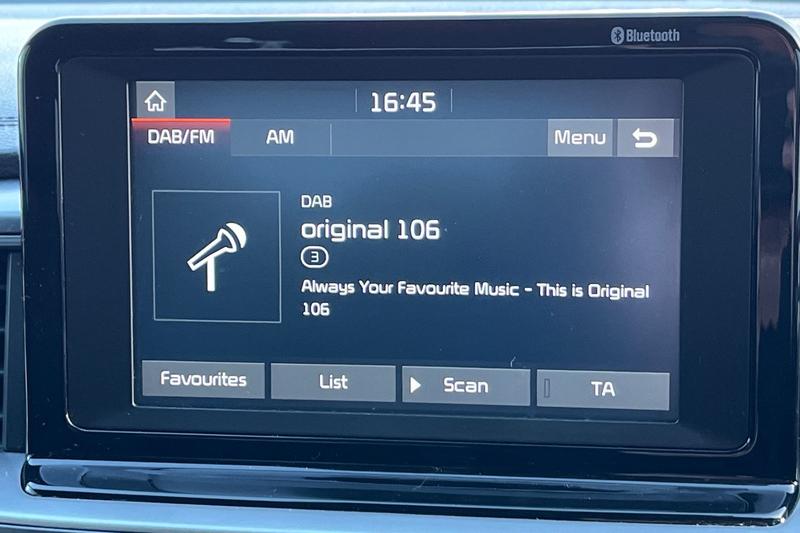 Bluetooth
16:45
DAB/FM AM Menu
DAB
original 106
3
Always Your Favourite Music - This is Original
106
Favourites List Scan TA